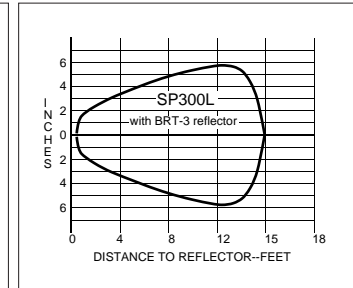 6
4
SP300L
2
with BRT-3 reflector
INCHES
0
2
4
6
0 4 8 12 15 18
DISTANCE TO REFLECTOR--FEET